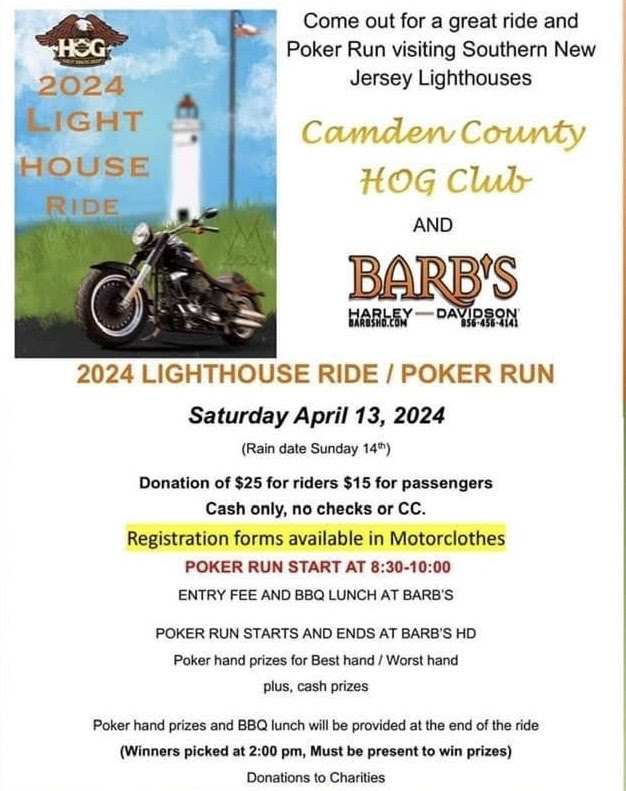 HOG
2024
LIGHT
HOUSE
RIDE
2024
Come out for a great ride and
Poker Run visiting Southern New
Jersey Lighthouses
Camden County
HOG Club
AND
BARB'S
HARLEY — DAVIDSON
BARBSHD.COM 856-456-4141
2024 LIGHTHOUSE RIDE / POKER RUN
Saturday April 13, 2024
(Rain date Sunday 14th)
Donation of $25 for riders $15 for passengers
Cash only, no checks or CC.
Registration forms available in Motorclothes
POKER RUN START AT 8:30-10:00
ENTRY FEE AND BBQ LUNCH AT BARB'S
POKER RUN STARTS AND ENDS AT BARB'S HD
Poker hand prizes for Best hand / Worst hand
plus, cash prizes
Poker hand prizes and BBQ lunch will be provided at the end of the ride
(Winners picked at 2:00 pm, Must be present to win prizes)
Donations to Charities